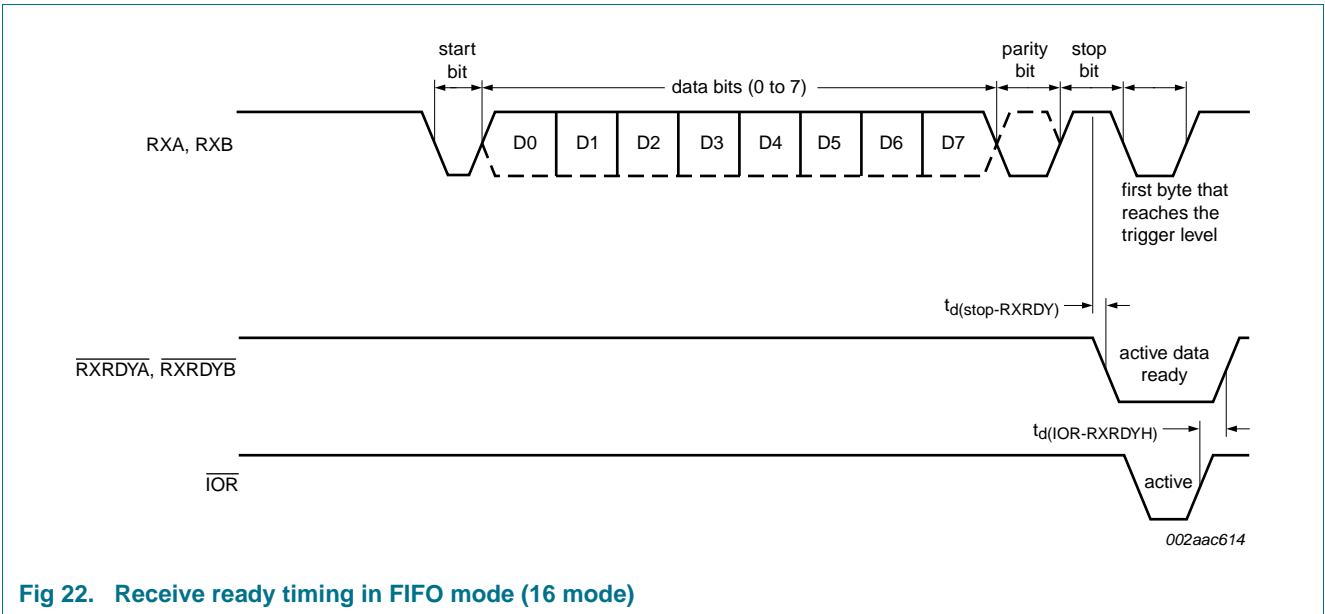 start
bit
data bits (0 to 7)
parity
bit
stop
bit
RXA, RXB
D0 D1 D2 D3 D4 D5 D6 D7
first byte that
reaches the
trigger level
td(stop-RXRDY)
RXRDYA, RXRDYB
active data
ready
td(IOR-RXRDYH)
IOR
active
002aac614
Fig 22. Receive ready timing in FIFO mode (16 mode)